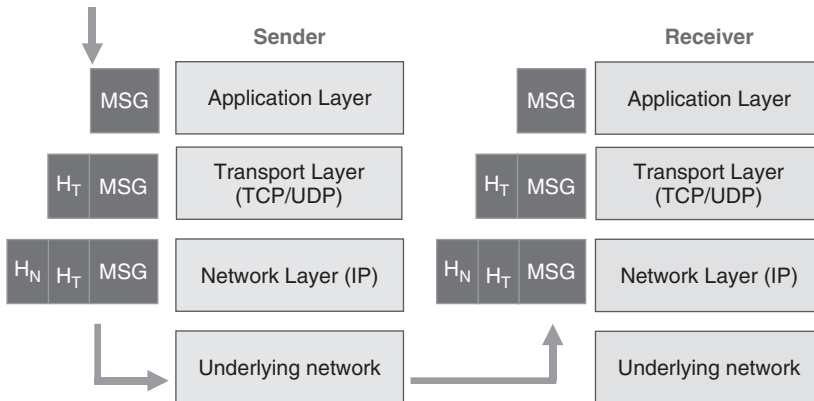 Sender Receiver
MSG Application Layer MSG Application Layer
H_T MSG Transport Layer H_T MSG Transport Layer
(TCP/UDP) (TCP/UDP)
H_N H_T MSG Network Layer (IP) H_N H_T MSG Network Layer (IP)
Underlying network Underlying network